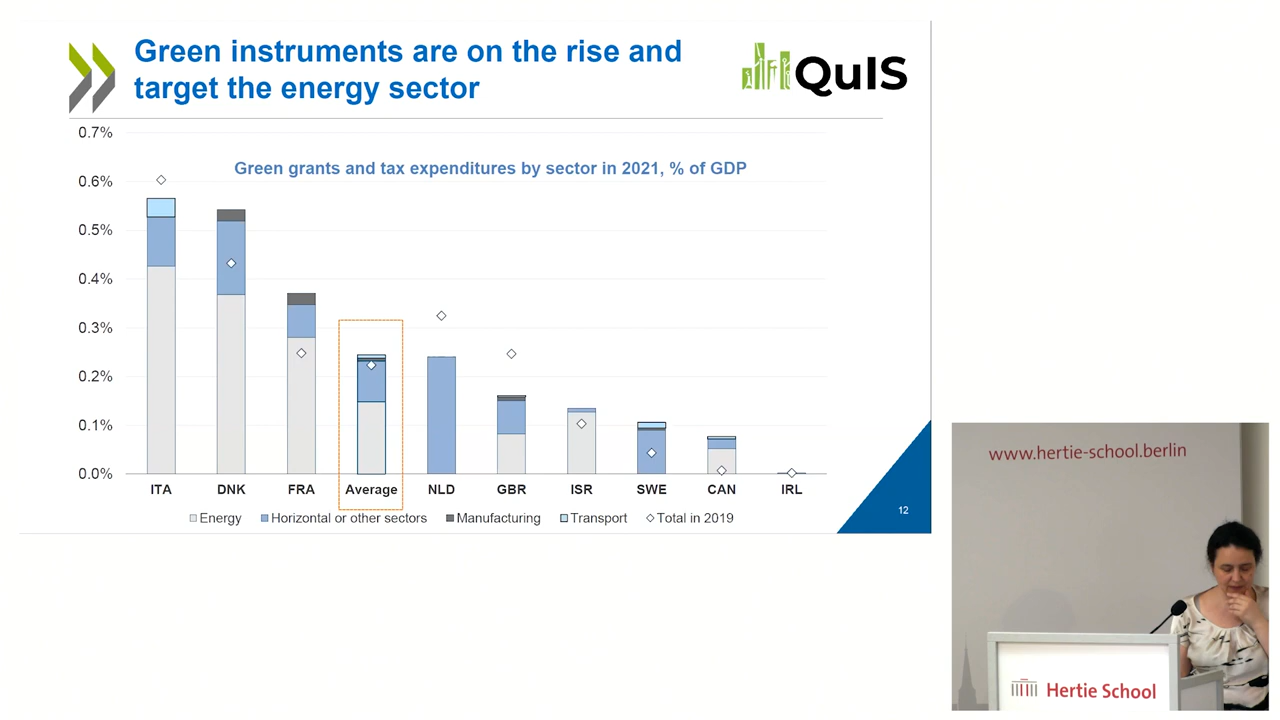 Green instruments are on the rise and
target the energy sector
QuIS
Green grants and tax expenditures by sector in 2021, % of GDP
0.7%
0.6%
0.5%
0.4%
0.3%
0.2%
0.1%
0.0%
ITA DNK FRA Average NLD GBR ISR SWE CAN IRL
Energy Horizontal or other sectors Manufacturing Transport Total in 2019
12
www.hertie-school.berlin
Hertie School